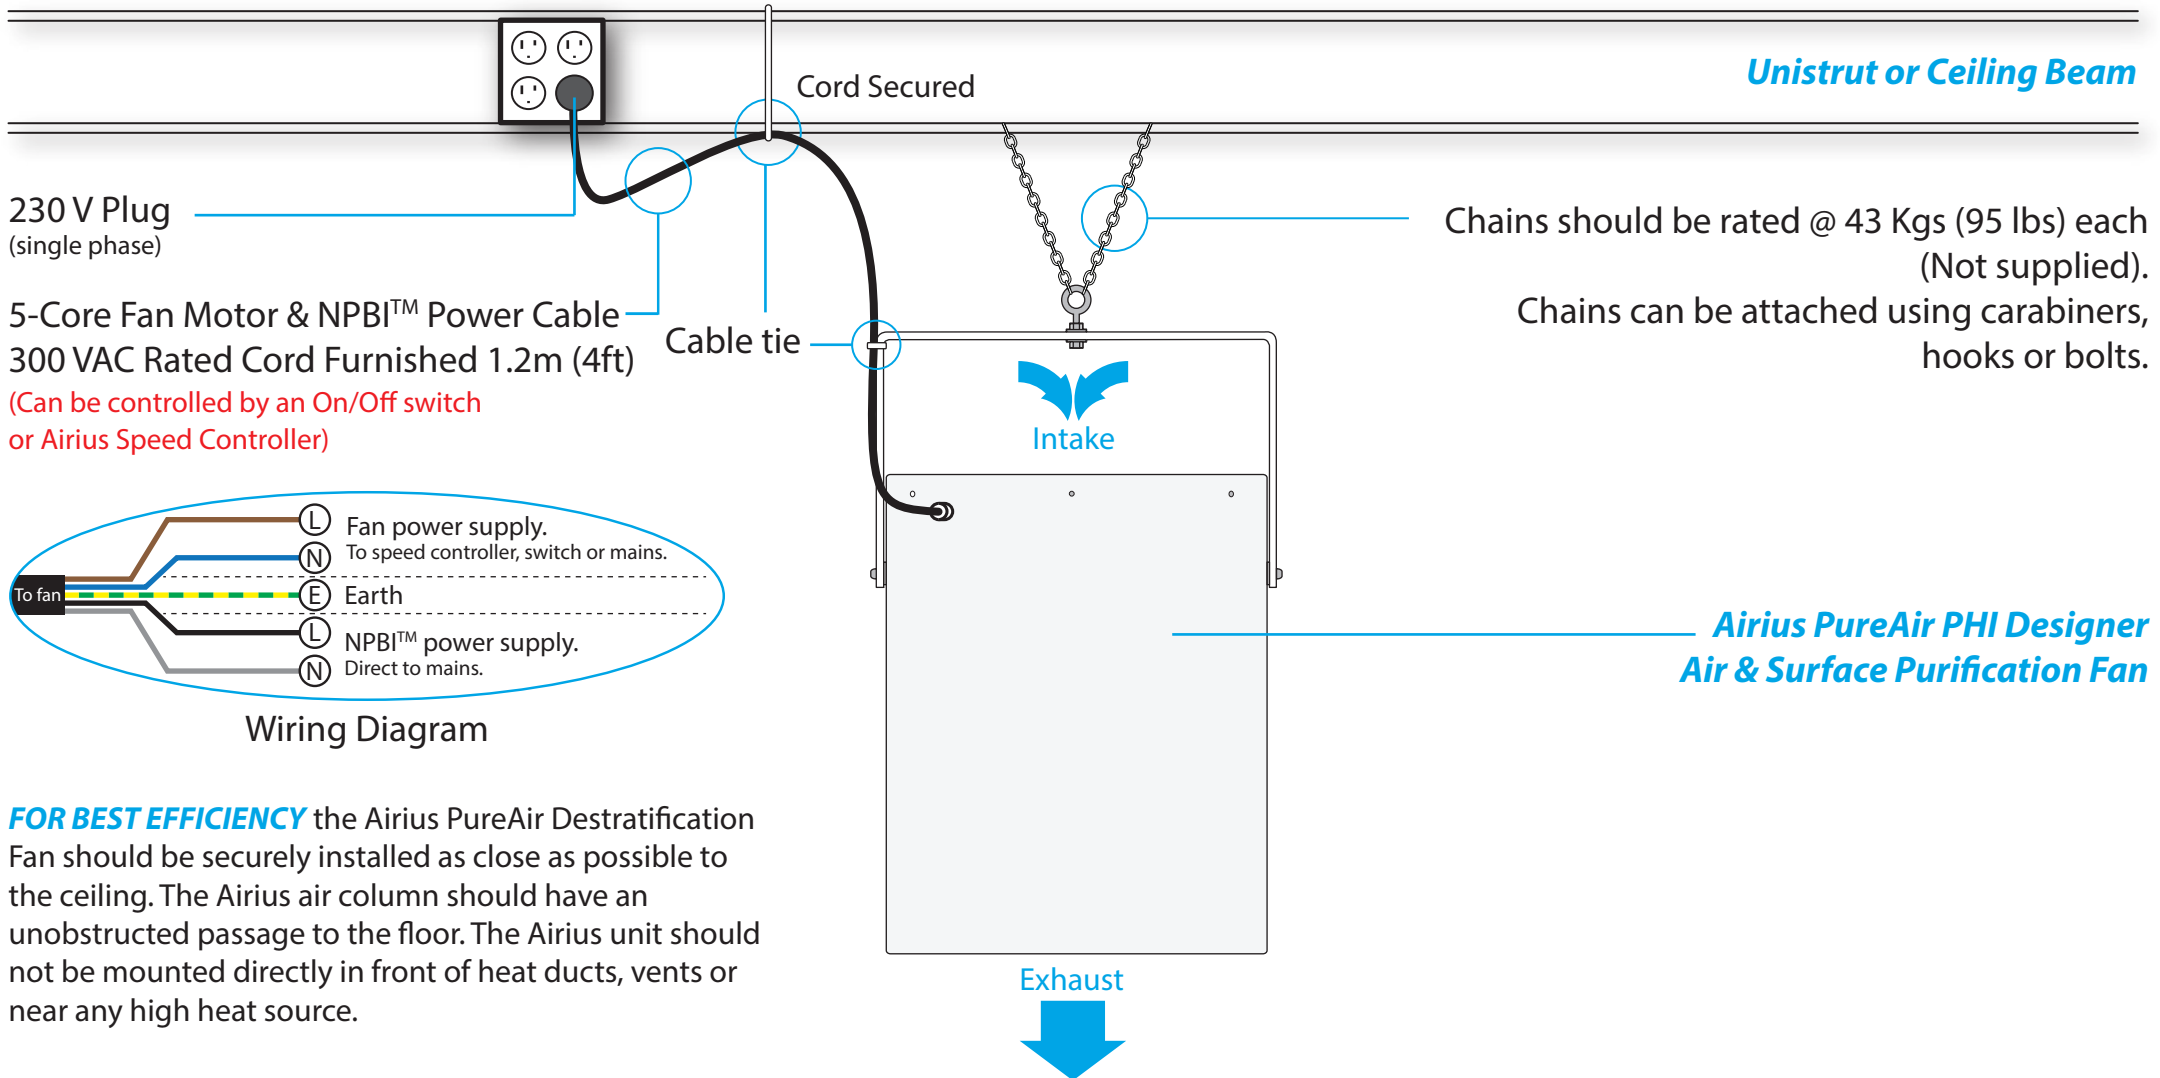 Unistrut or Ceiling Beam
Cord Secured
230 V Plug
(single phase)
5-Core Fan Motor & NPBI™ Power Cable
300 VAC Rated Cord Furnished 1.2m (4ft)
(Can be controlled by an On/Off switch
or Airius Speed Controller)
Cable tie
Chains should be rated @ 43 Kgs (95 lbs) each
(Not supplied).
Chains can be attached using carabiners,
hooks or bolts.
Intake
To fan
L
N
E
L
N
Fan power supply.
To speed controller, switch or mains.
Earth
NPBI™ power supply.
Direct to mains.
Wiring Diagram
Airius PureAir PHI Designer
Air & Surface Purification Fan
FOR BEST EFFICIENCY the Airius PureAir Destratification
Fan should be securely installed as close as possible to
the ceiling. The Airius air column should have an
unobstructed passage to the floor. The Airius unit should
not be mounted directly in front of heat ducts, vents or
near any high heat source.
Exhaust